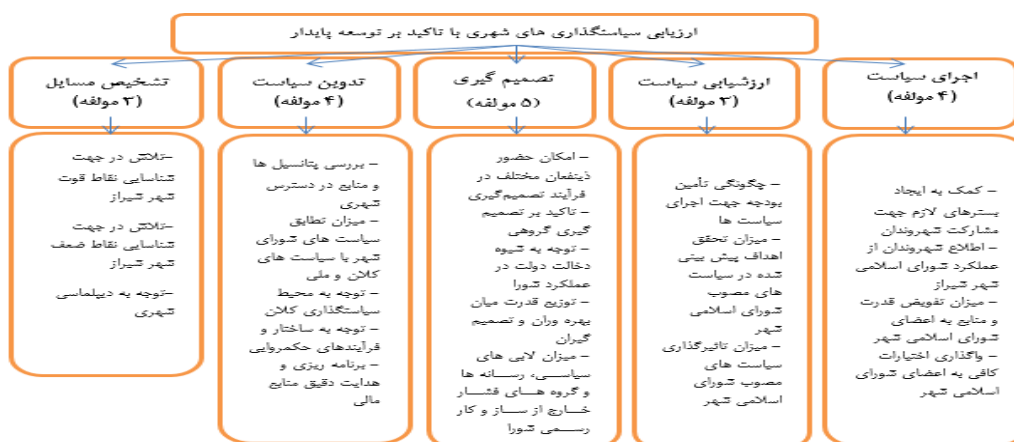 ارزیابی سیاستگذاری های شهری با تاکید بر توسعه پایدار
تشخیص مسایل
(۳ مولفه)
-تلاش در جهت
شناسایی نقاط قوت
شهر شیراز
-تلاش در جهت
شناسایی نقاط ضعف
شهر شیراز
-توجه به دیپلماسی
شهری
تدوین سیاست
(۴ مولفه)
- بررسی پتانسیل ها
و منابع در دسترس
شهری
- میزان تطابق
سیاست های شورای
شهر با سیاست های
کلان و ملی
- توجه به محیط
سیاستگذاری کلان
- توجه به ساختار و
فرآیندهای حکمروایی
- برنامه ریزی و
هدایت دقیق منابع
مالی
تصمیم گیری
(۵ مولفه)
- امکان حضور
ذینفعان مختلف در
فرآیند تصمیم‌گیری
- تاکید بر تصمیم
گیری گروهی
- توجه به شیوه
دخالت دولت در
عملکرد شورا
- توزیع قدرت میان
بهره وران و تصمیم
گیران
- میزان لابی های
سیاسی، رسانه ها
و گروه های فشار
خارج از ساز و کار
رسمی شورا
ارزشیابی سیاست
(۳ مولفه)
- چگونگی تأمین
بودجه جهت اجرای
سیاست ها
- میزان تحقق
اهداف پیش بینی
شده در سیاست
های مصوب
شورای اسلامی
شهر
- میزان تاثیرگذاری
سیاست های
مصوب شورای
اسلامی شهر
اجرای سیاست
(۴ مولفه)
- کمک به ایجاد
بسترهای لازم جهت
مشارکت شهروندان
- اطلاع شهروندان از
عملکرد شورای اسلامی
شهر شیراز
- میزان تفویض قدرت
و منابع به اعضای
شورای اسلامی شهر
- واگذاری اختیارات
کافی به اعضای شورای
اسلامی شهر